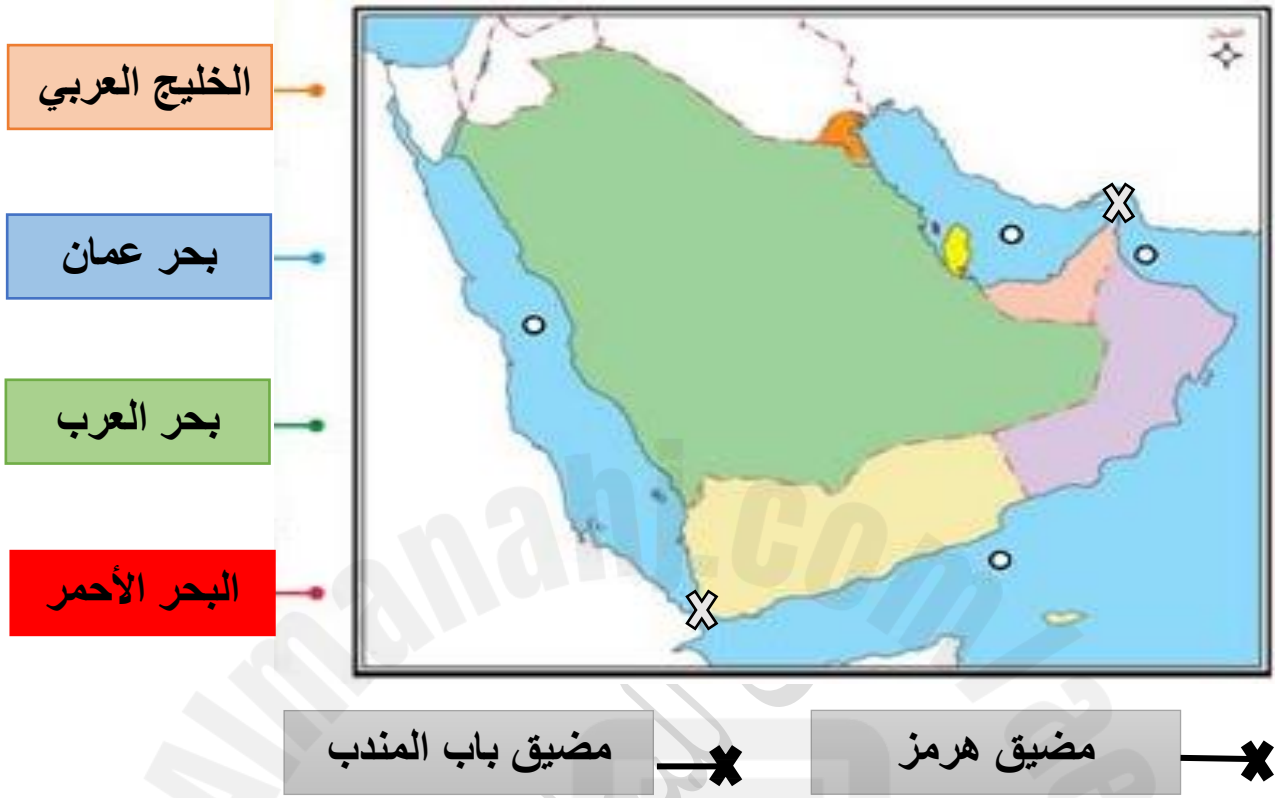 الخليج العربي
بحر عمان
بحر العرب
البحر الأحمر
مضيق هرمز
مضيق باب المندب